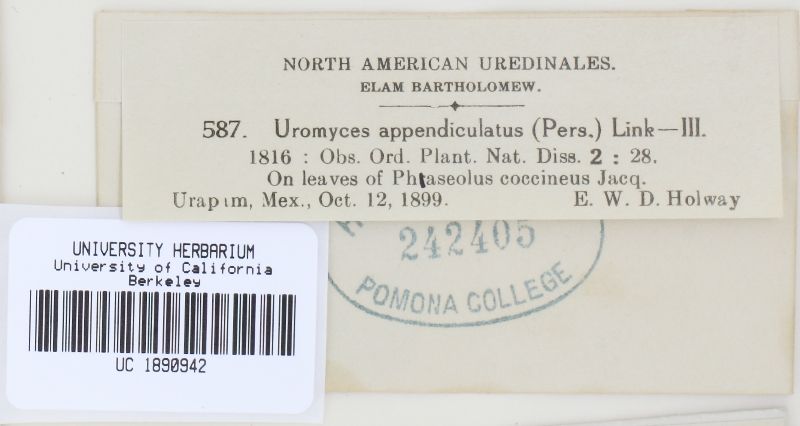 NORTH AMERICAN UREDINALES.
ELAM BARTHOLOMEW.
587. Uromyces appendiculatus (Pers.) Link—III.
1816 : Obs. Ord. Plant. Nat. Diss. 2 : 28.
On leaves of Phaseolus coccineus Jacq.
Urapim, Mex., Oct. 12, 1899. E. W. D. Holway
242405
POMONA COLLEGE
UNIVERSITY HERBARIUM
University of California
Berkeley
UC 1890942